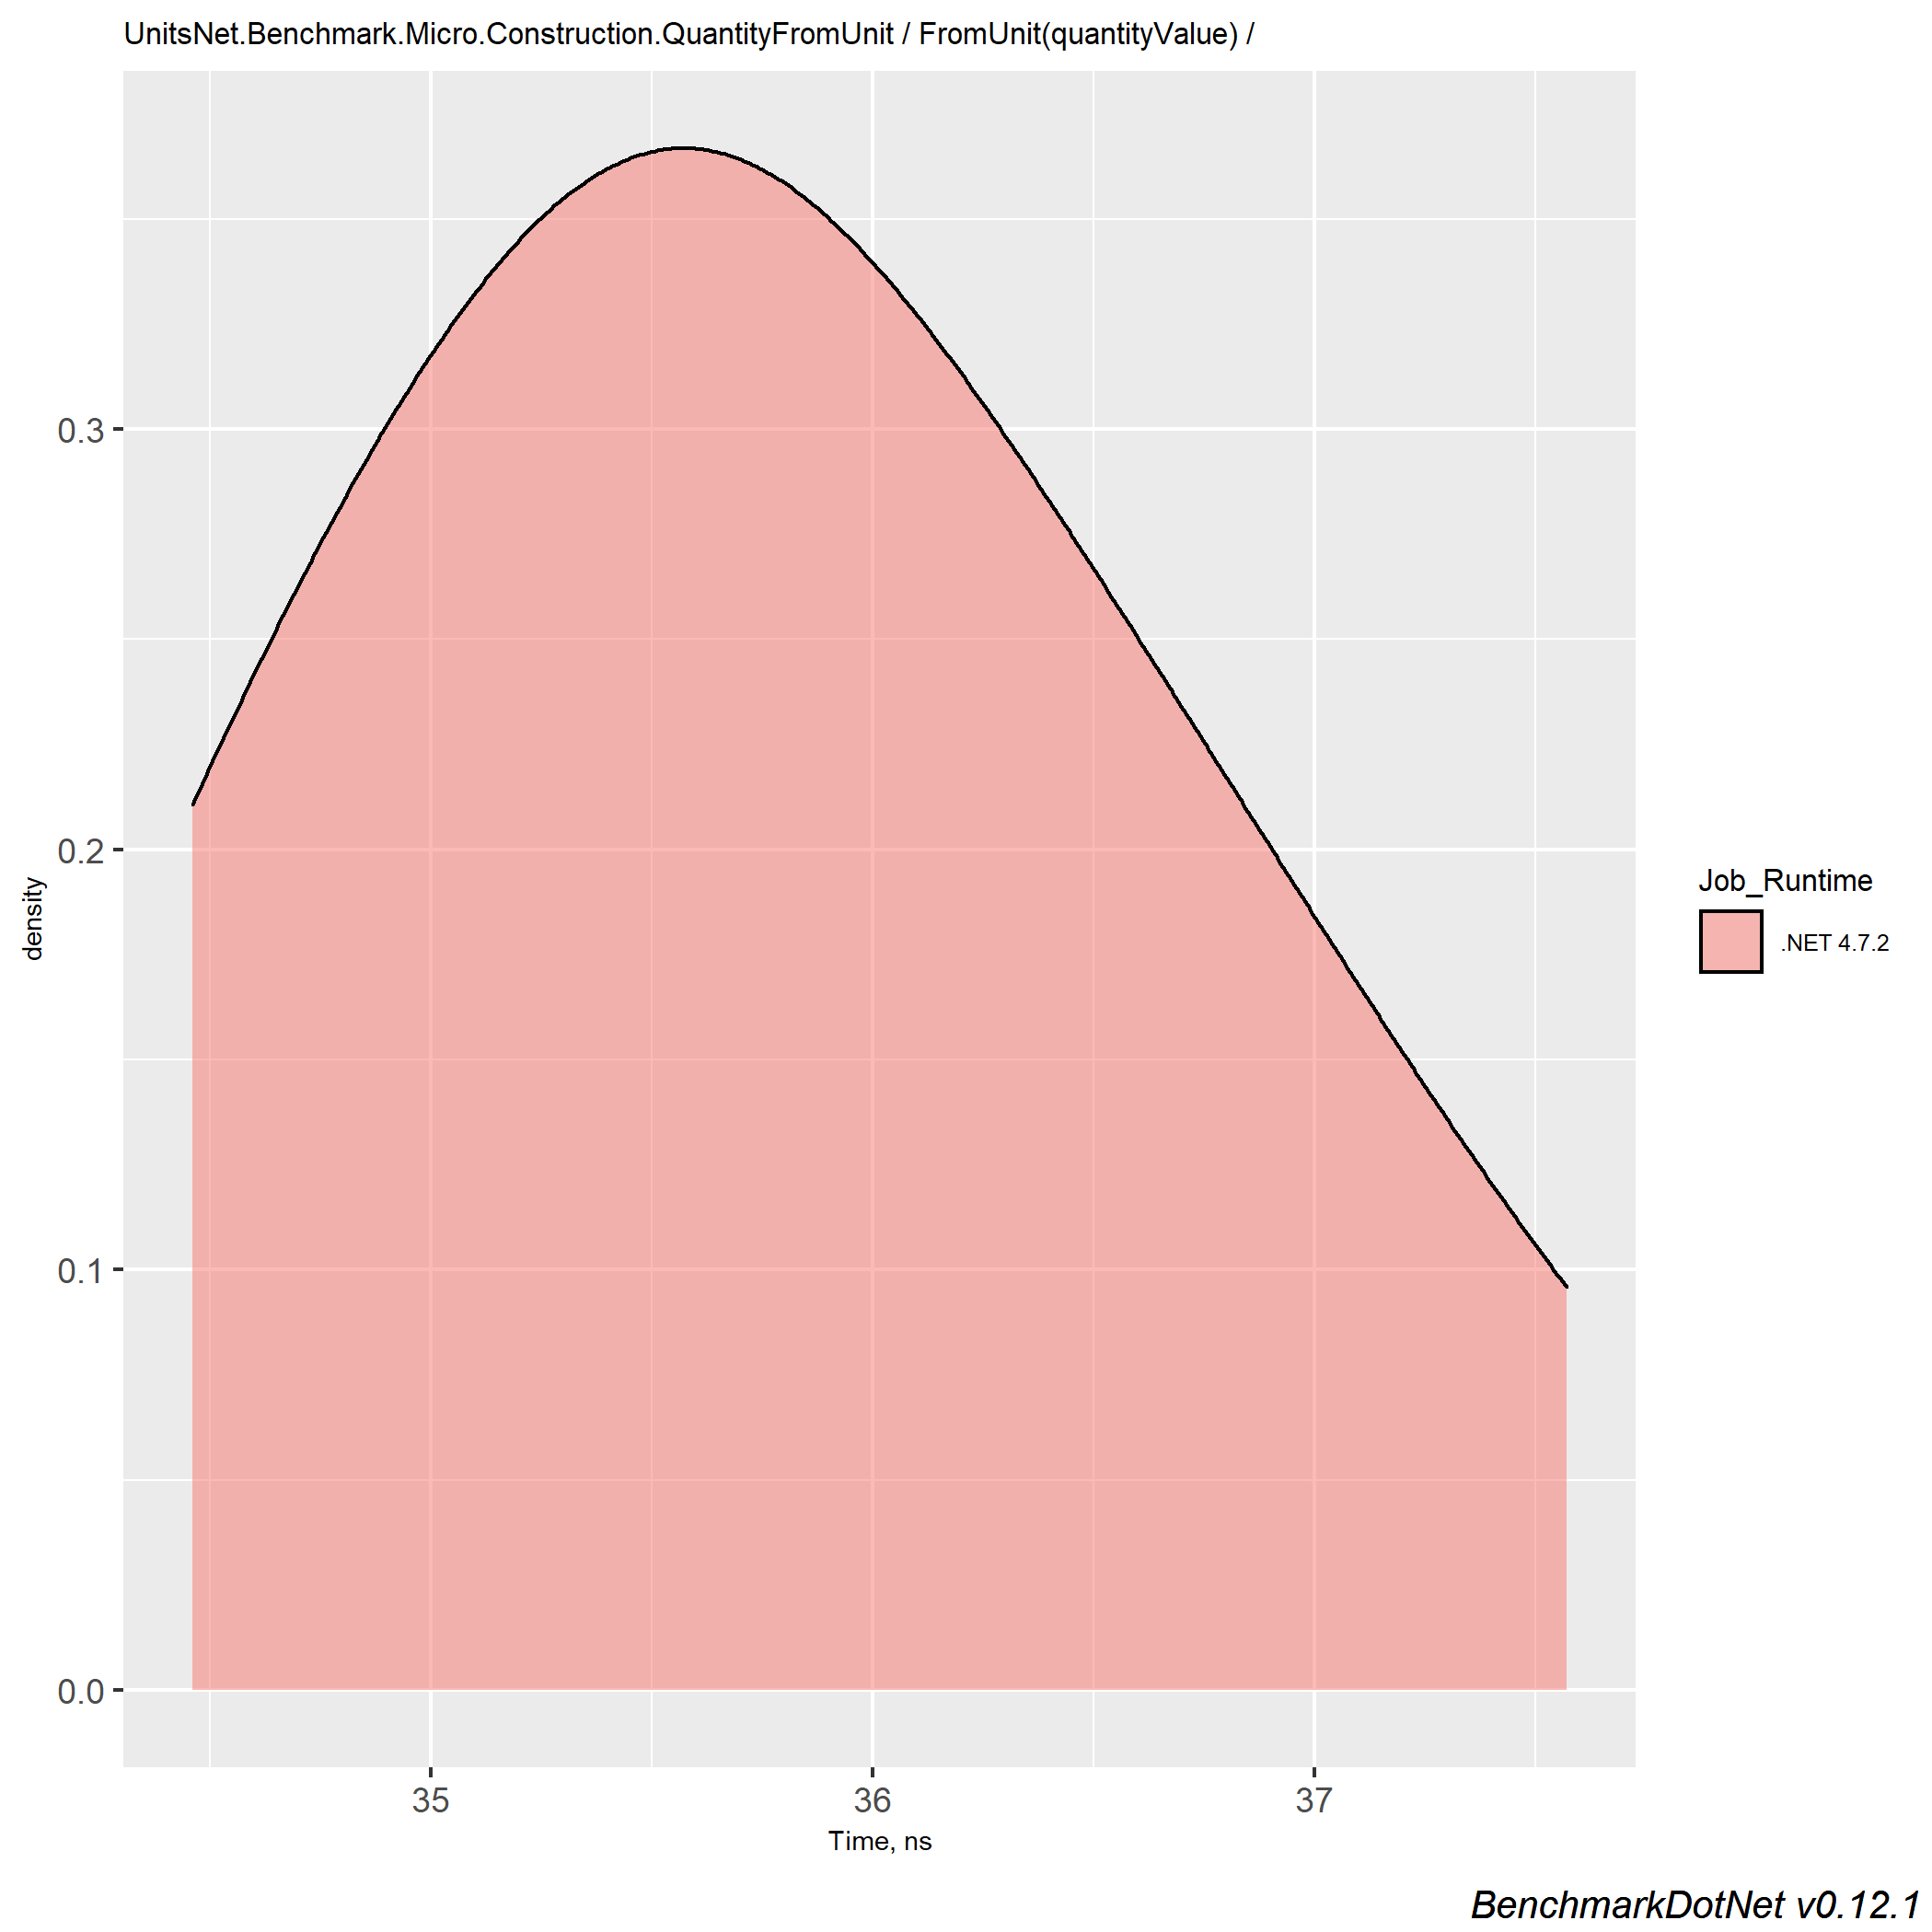 UnitsNet.Benchmark.Micro.Construction.QuantityFromUnit / FromUnit(quantityValue) /
0.3
0.2
0.1
0.0
density
35 36 37
Time, ns
Job_Runtime
.NET 4.7.2
BenchmarkDotNet v0.12.1